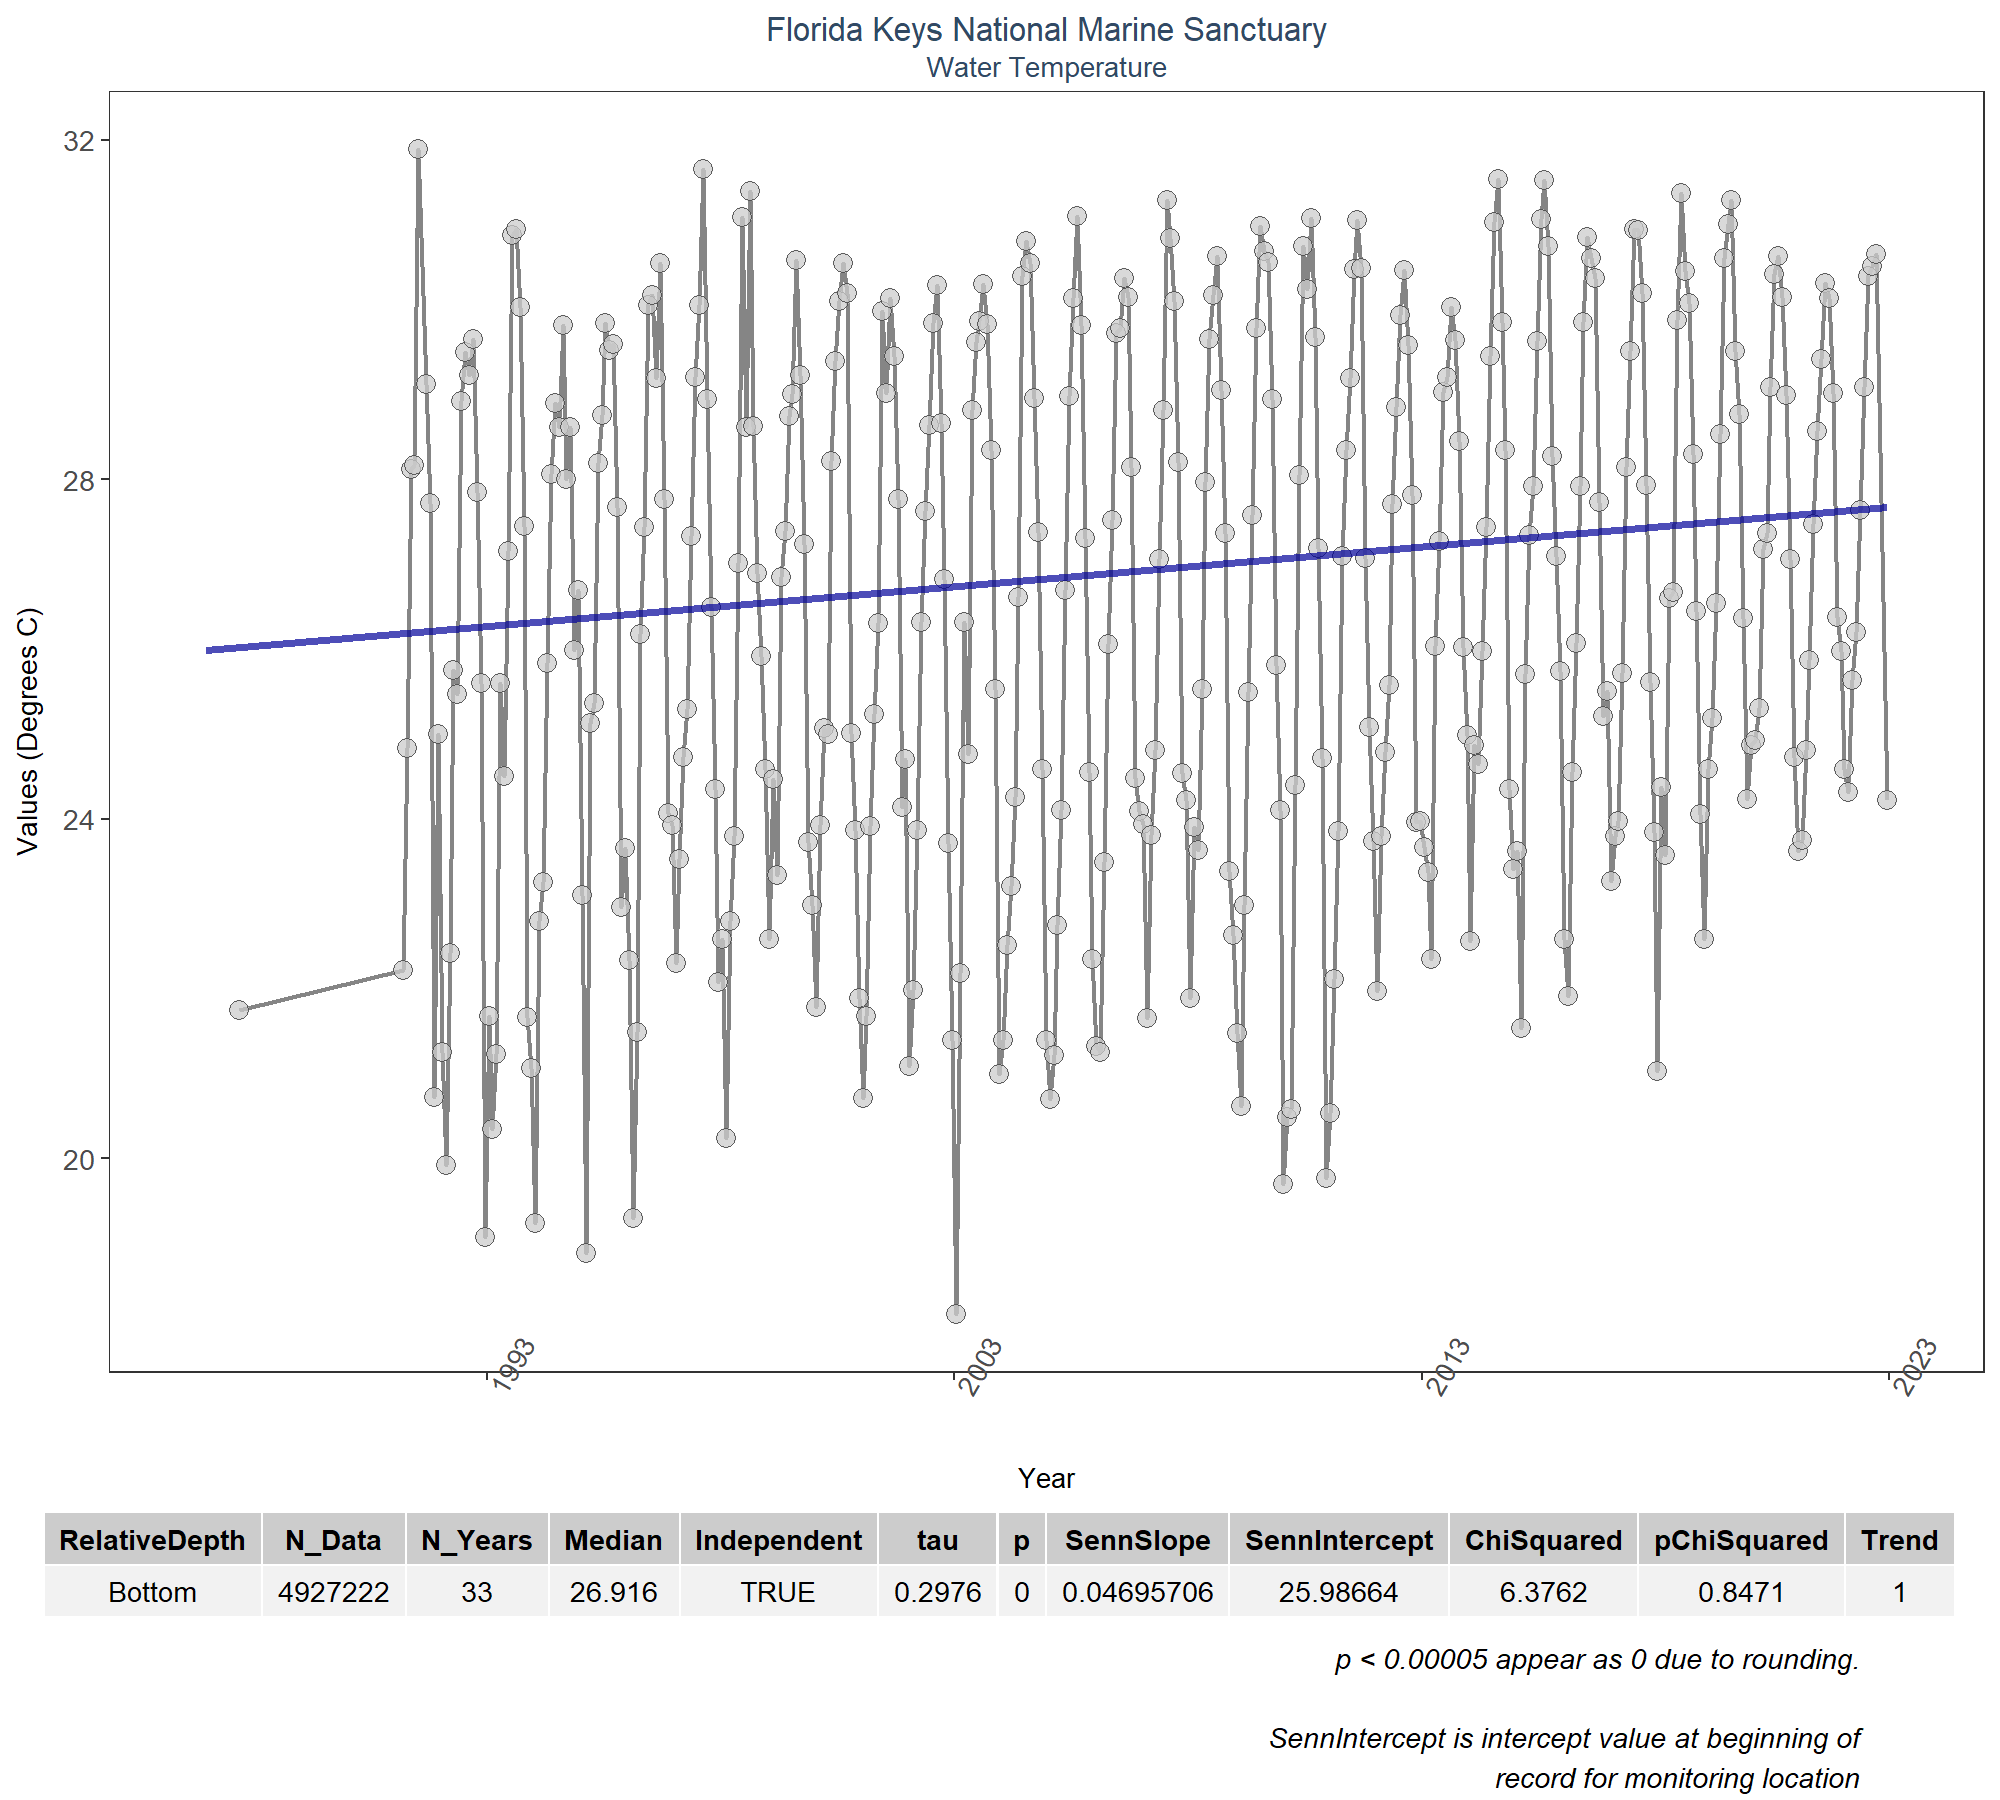 Florida Keys National Marine Sanctuary
Water Temperature
Values (Degrees C)
32
28
24
20
1993
2003
2013
2023
Year
RelativeDepth N_Data N_Years Median Independent tau p SennSlope SennIntercept ChiSquared pChiSquared Trend
Bottom 4927222 33 26.916 TRUE 0.2976 0 0.04695706 25.98664 6.3762 0.8471 1
p < 0.00005 appear as 0 due to rounding.
SennIntercept is intercept value at beginning of
record for monitoring location